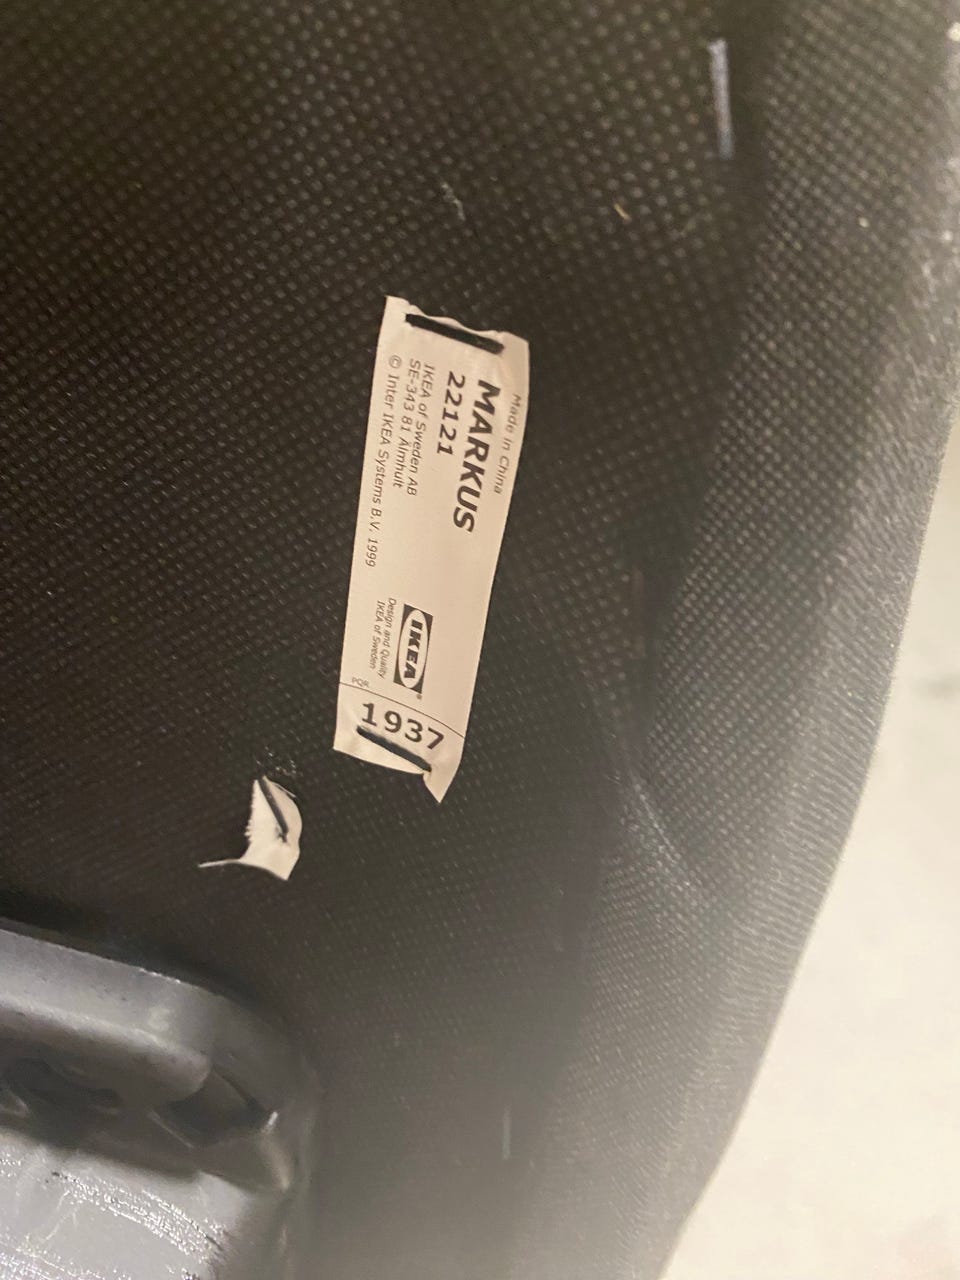 Made in China
MARKUS
22121
IKEA of Sweden AB
SE-343 81 Älmhult
© Inter IKEA Systems B.V. 1999
IKEA®
Design and Quality
IKEA of Sweden
PQR
1937